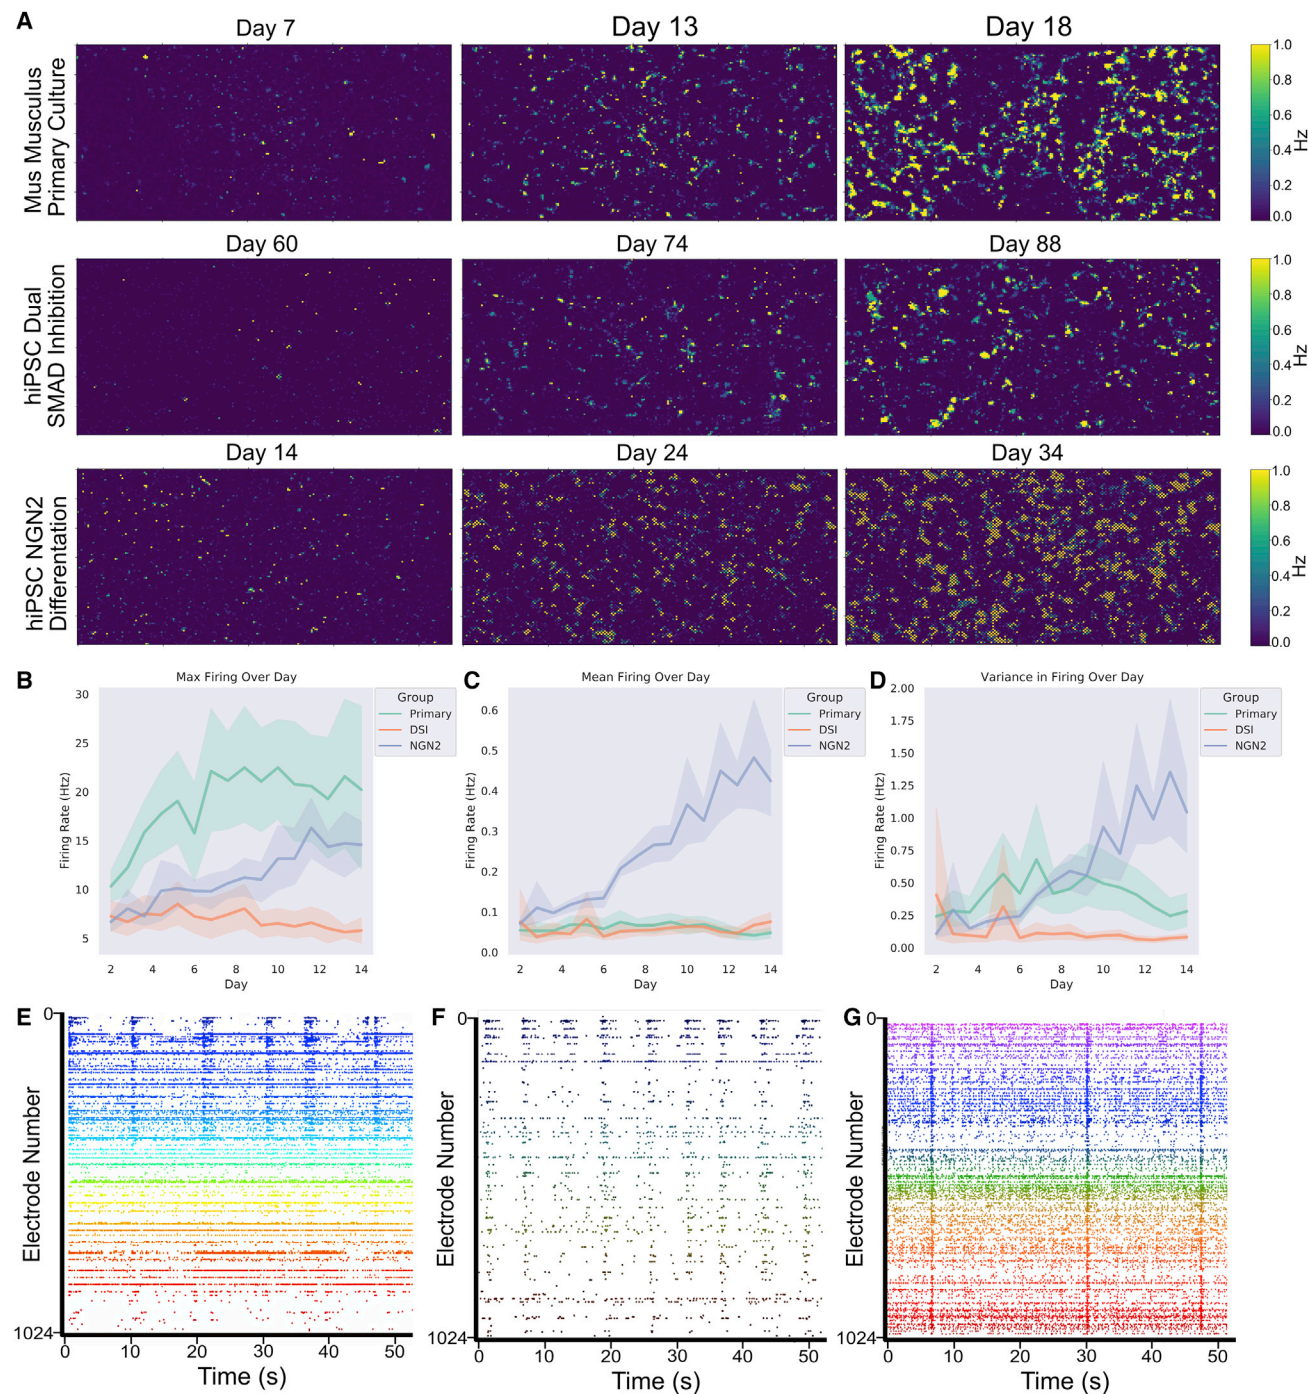 A
Day 7
Day 13
Day 18
Mus Musculus
Primary Culture
1.0
0.8
0.6
0.4
0.2
0.0
Hz
Day 60
Day 74
Day 88
hiPSC Dual
SMAD Inhibition
1.0
0.8
0.6
0.4
0.2
0.0
Hz
Day 14
Day 24
Day 34
hiPSC NGN2
Differentation
1.0
0.8
0.6
0.4
0.2
0.0
Hz
B
Max Firing Over Day
30
25
20
15
10
5
Firing Rate (Htz)
2 4 6 8 10 12 14
Day
Group
Primary
DSI
NGN2
C
Mean Firing Over Day
0.6
0.5
0.4
0.3
0.2
0.1
0.0
Firing Rate (Htz)
2 4 6 8 10 12 14
Day
Group
Primary
DSI
NGN2
D
Variance in Firing Over Day
2.00
1.75
1.50
1.25
1.00
0.75
0.50
0.25
0.00
Firing Rate (Htz)
2 4 6 8 10 12 14
Day
Group
Primary
DSI
NGN2
E
0
1024
Electrode Number
0 10 20 30 40 50
Time (s)
F
0
1024
Electrode Number
0 10 20 30 40 50
Time (s)
G
0
1024
Electrode Number
0 10 20 30 40 50
Time (s)